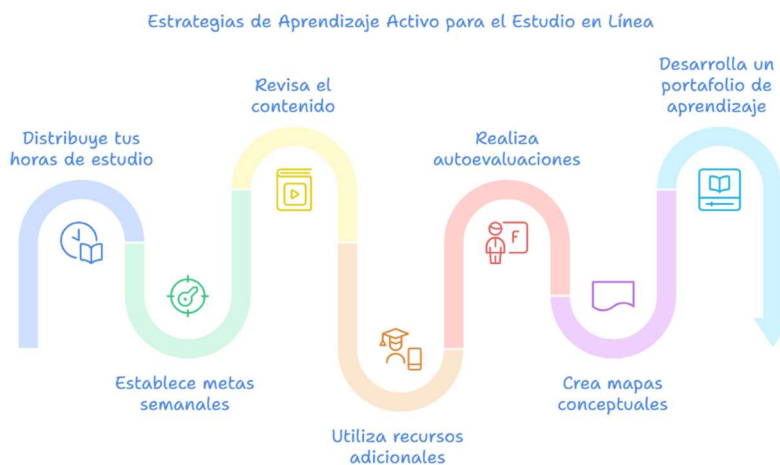 Estrategias de Aprendizaje Activo para el Estudio en Línea
Distribuye tus
horas de estudio
Establece metas
semanales
Revisa el
contenido
Utiliza recursos
adicionales
Realiza
autoevaluaciones
F
Crea mapas
conceptuales
Desarrolla un
portafolio de
aprendizaje